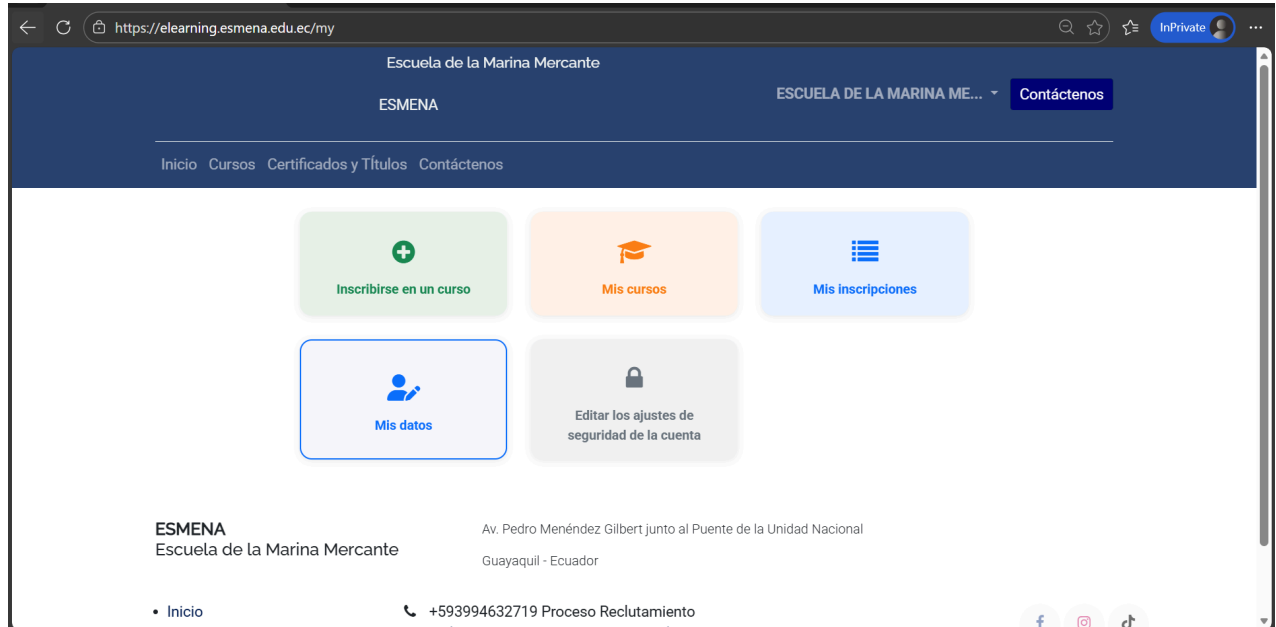 https://elearning.esmena.edu.ec/my
InPrivate
Escuela de la Marina Mercante
ESMENA
ESCUELA DE LA MARINA ME...
Contáctenos
Inicio Cursos Certificados y TÍtulos Contáctenos
Inscribirse en un curso
Mis cursos
Mis inscripciones
Mis datos
Editar los ajustes de
seguridad de la cuenta
ESMENA
Escuela de la Marina Mercante
Av. Pedro Menéndez Gilbert junto al Puente de la Unidad Nacional
Guayaquil - Ecuador
• Inicio
+593994632719 Proceso Reclutamiento